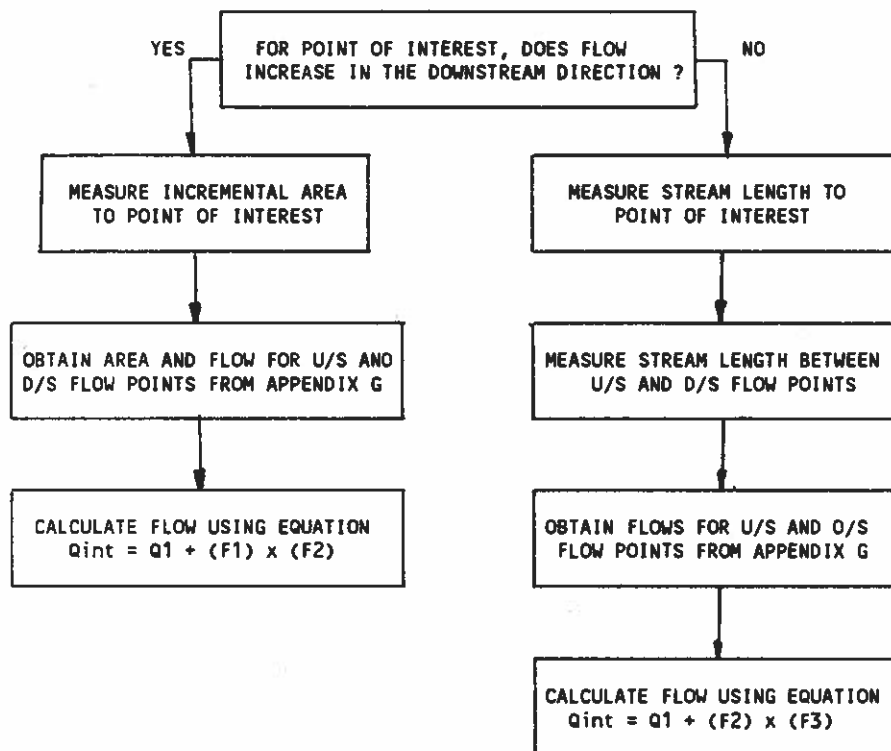 YES
FOR POINT OF INTEREST, DOES FLOW
INCREASE IN THE DOWNSTREAM DIRECTION ?
NO
MEASURE INCREMENTAL AREA
TO POINT OF INTEREST
MEASURE STREAM LENGTH TO
POINT OF INTEREST
OBTAIN AREA AND FLOW FOR U/S AND
D/S FLOW POINTS FROM APPENDIX G
MEASURE STREAM LENGTH BETWEEN
U/S AND D/S FLOW POINTS
CALCULATE FLOW USING EQUATION
Qint = Q1 + (F1) x (F2)
OBTAIN FLOWS FOR U/S AND O/S
FLOW POINTS FROM APPENDIX G
CALCULATE FLOW USING EQUATION
Qint = Q1 + (F2) x (F3)